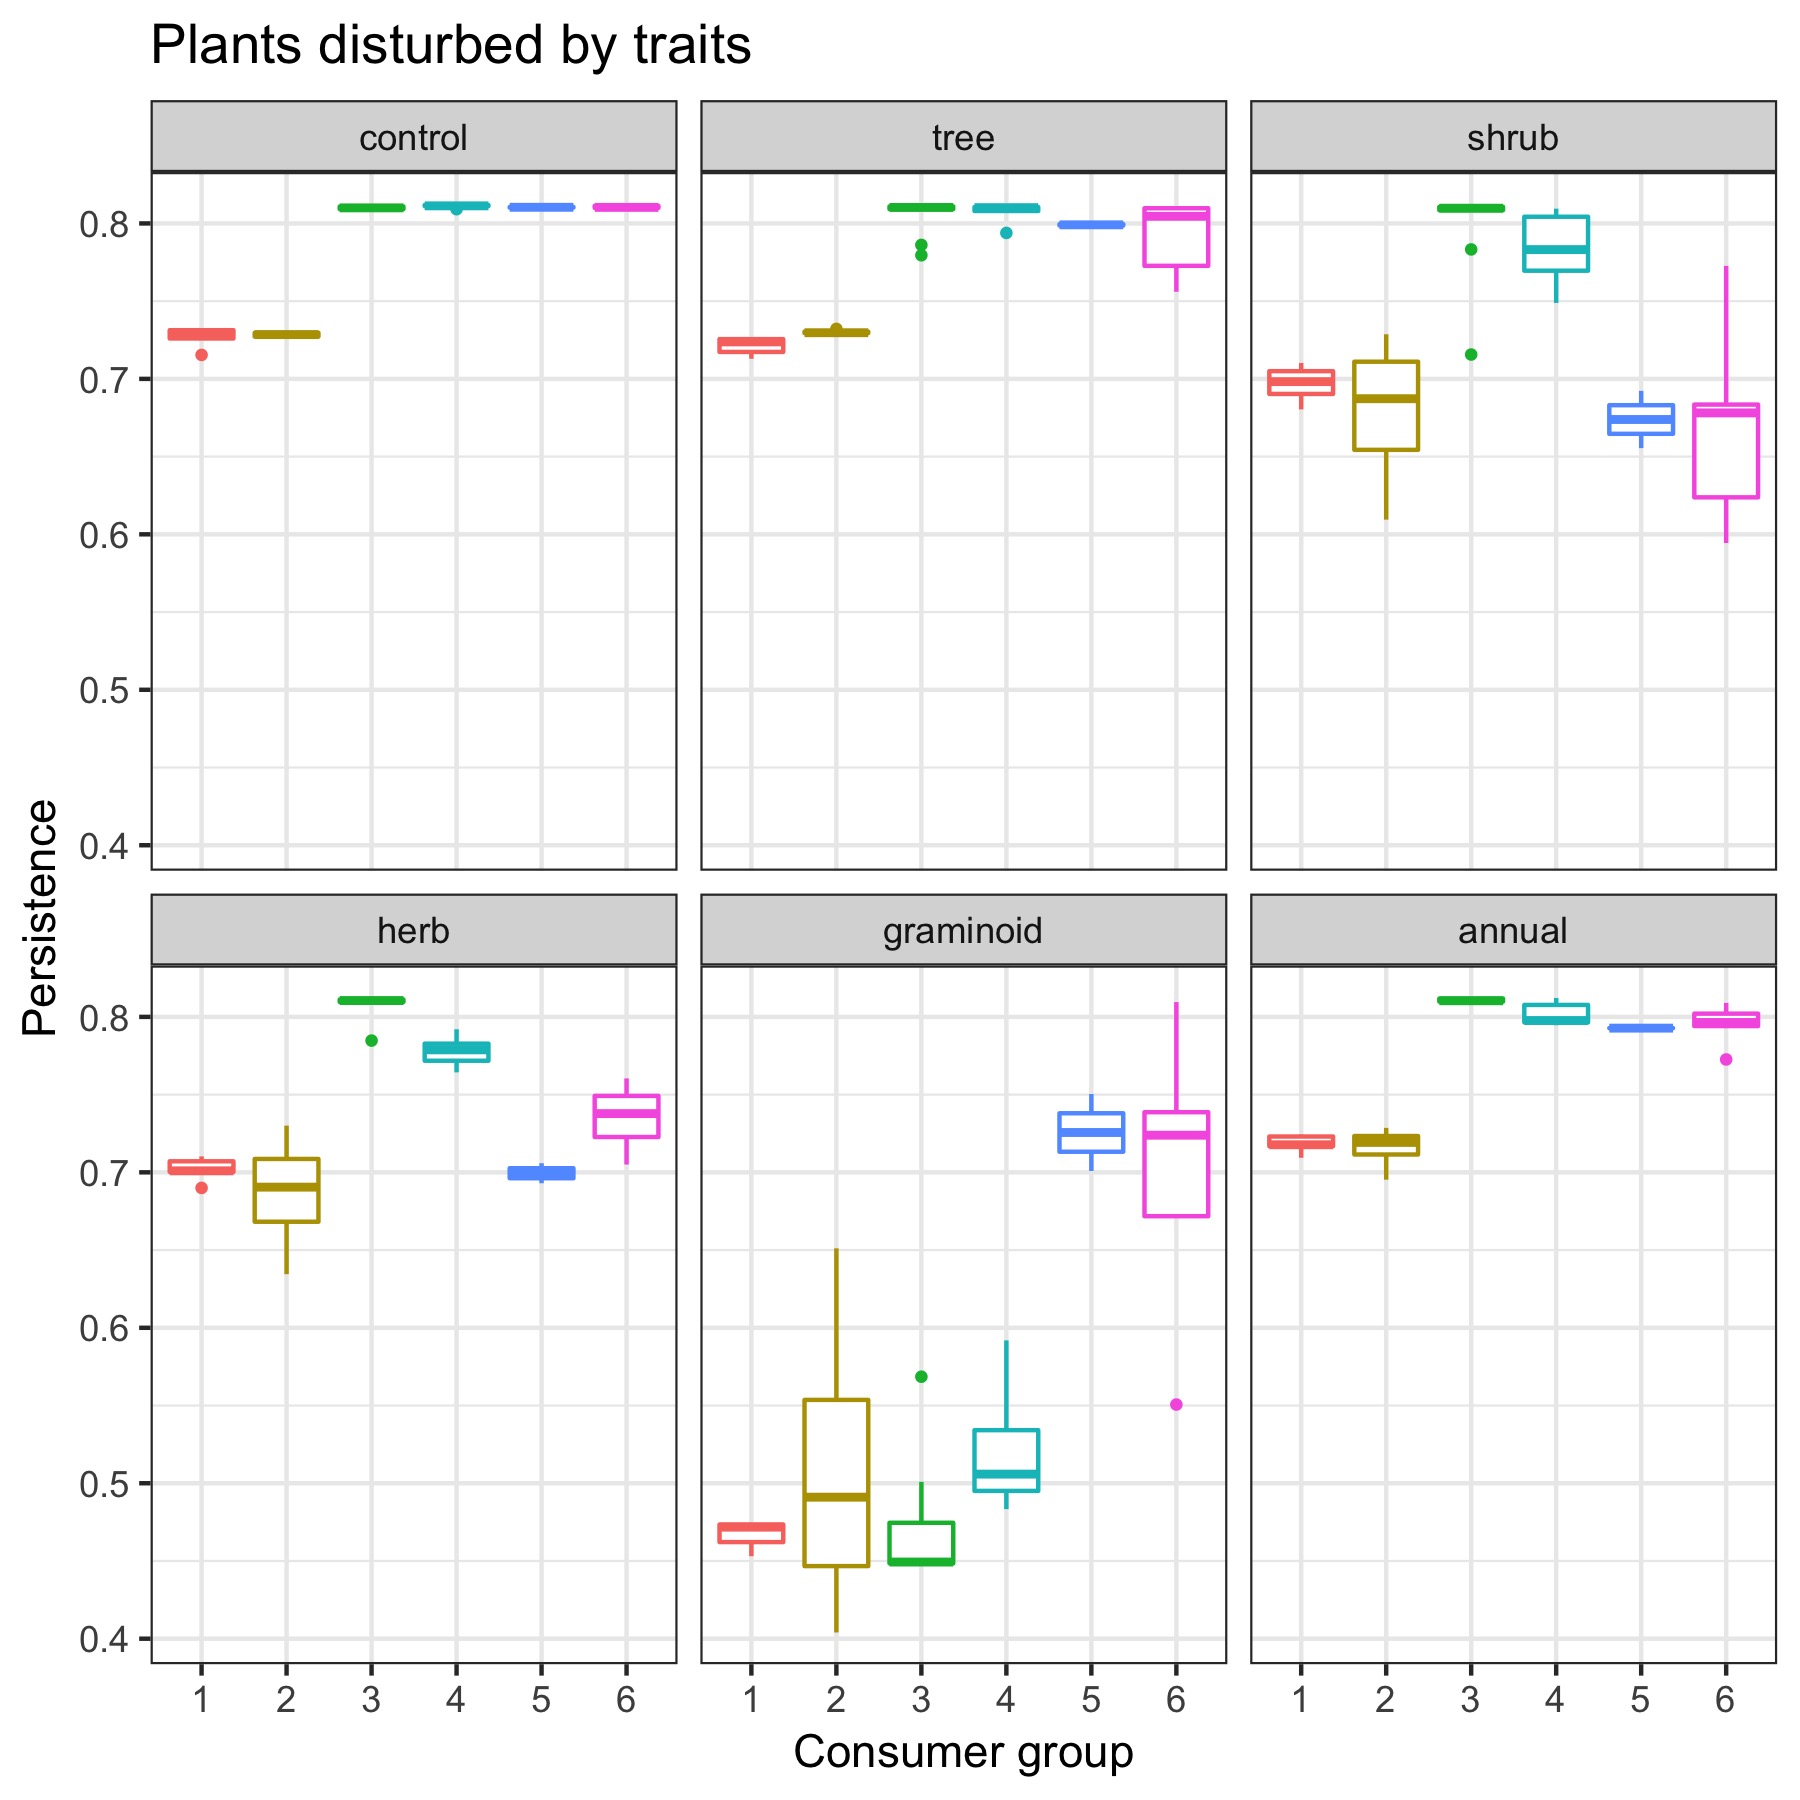 Plants disturbed by traits
control tree shrub
0.8
0.7
0.6
0.5
0.4
Persistence
herb graminoid annual
0.8
0.7
0.6
0.5
0.4
1 2 3 4 5 6 1 2 3 4 5 6 1 2 3 4 5 6
Consumer group